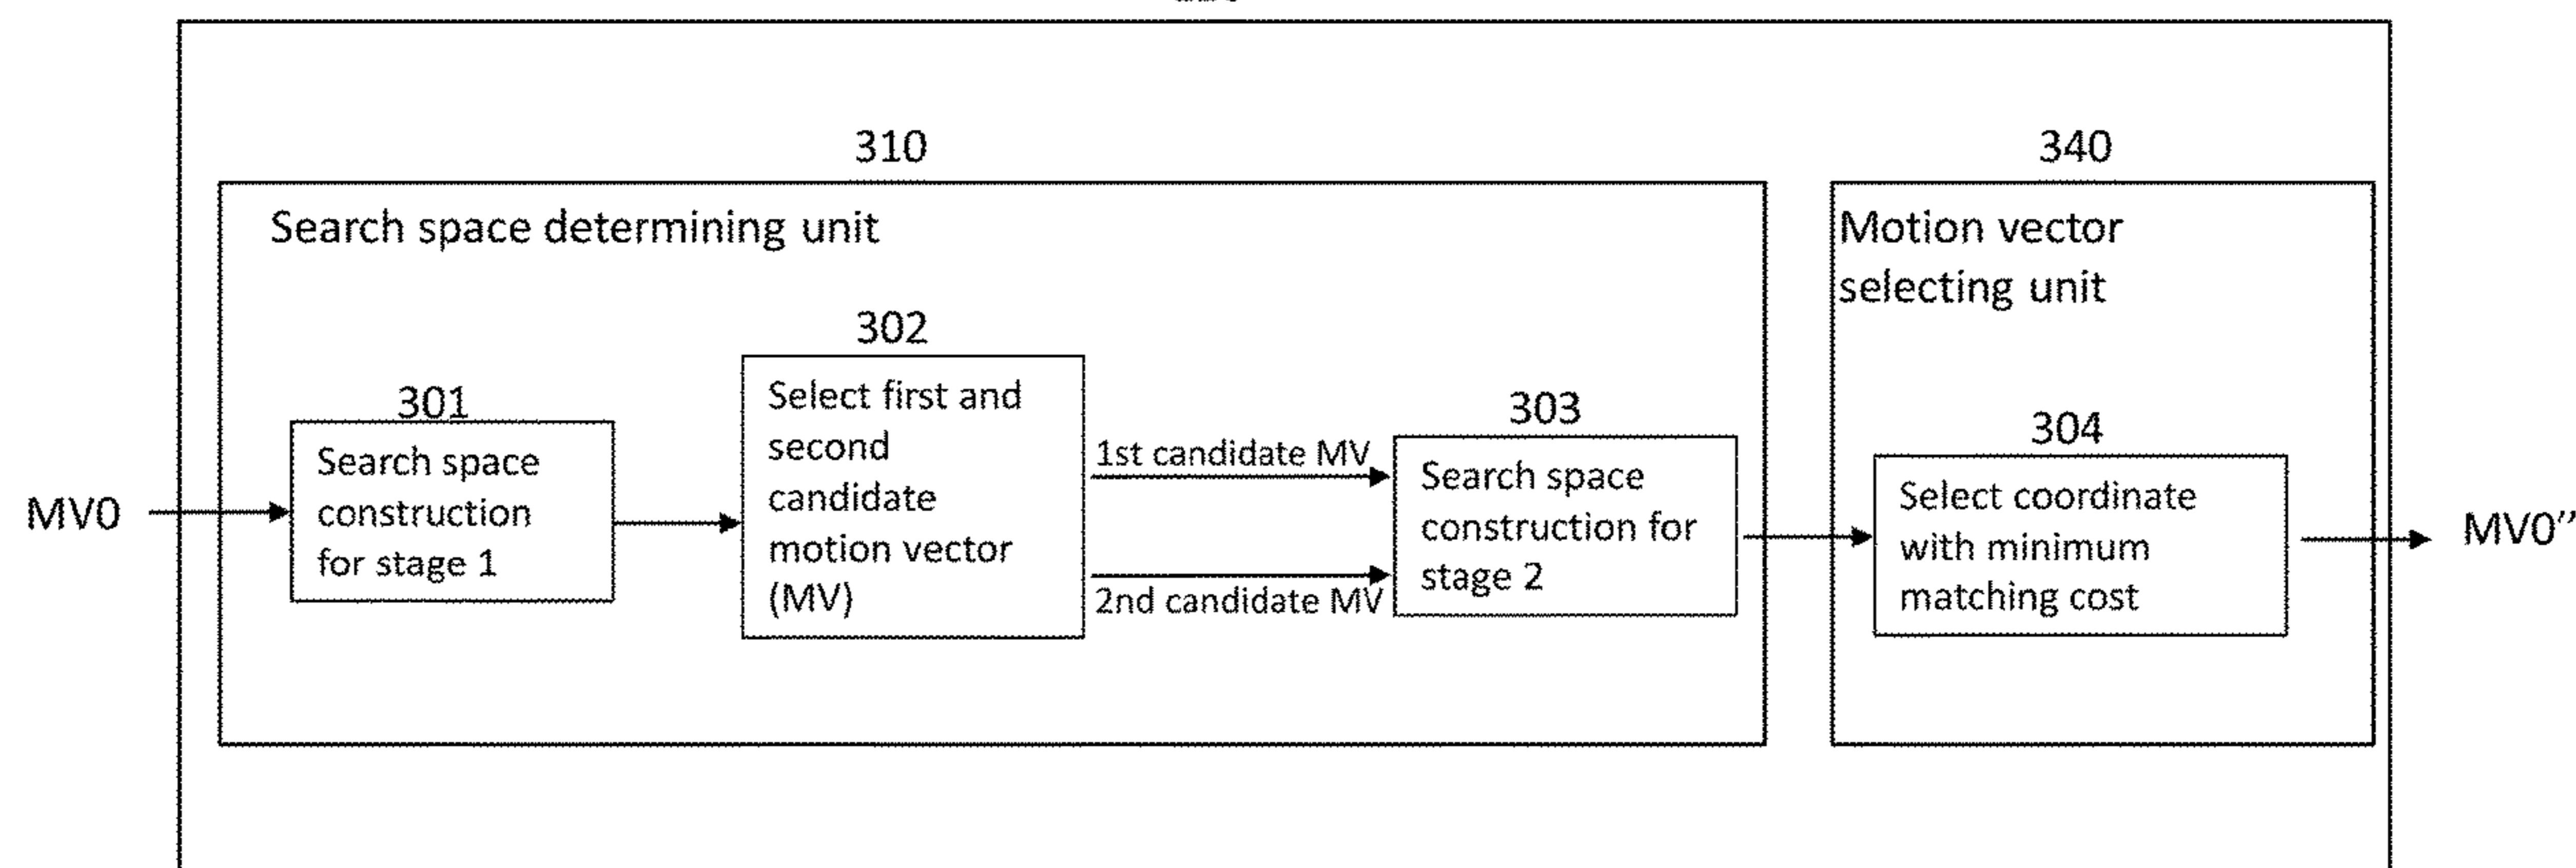 310
340
Search space determining unit
Motion vector
selecting unit
302
301
303
304
MV0
Search space
construction
for stage 1
Select first and
second
candidate
motion vector
(MV)
1st candidate MV
2nd candidate MV
Search space
construction for
stage 2
Select coordinate
with minimum
matching cost
MV0″